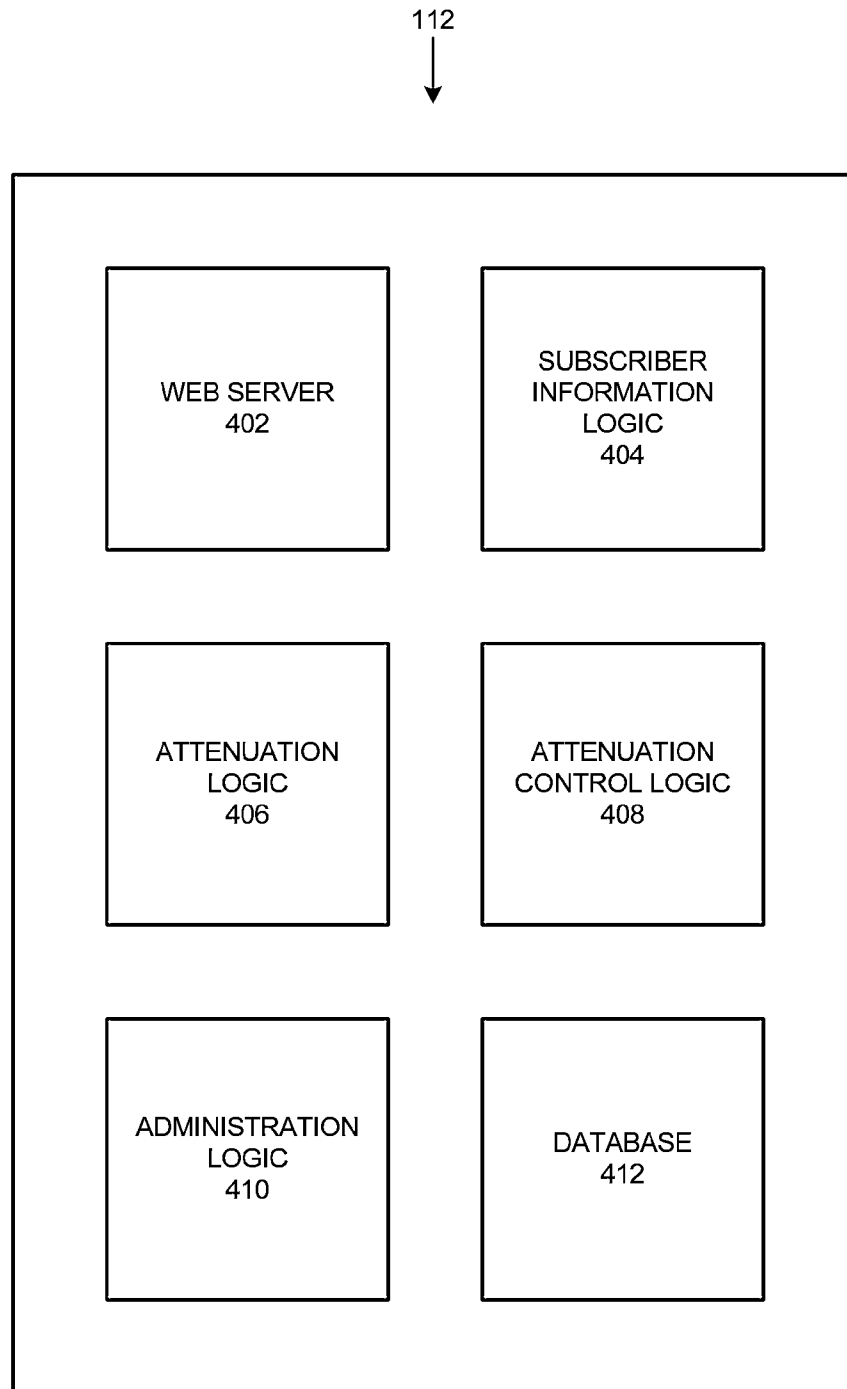 112
WEB SERVER
402
SUBSCRIBER
INFORMATION
LOGIC
404
ATTENUATION
LOGIC
406
ATTENUATION
CONTROL LOGIC
408
ADMINISTRATION
LOGIC
410
DATABASE
412